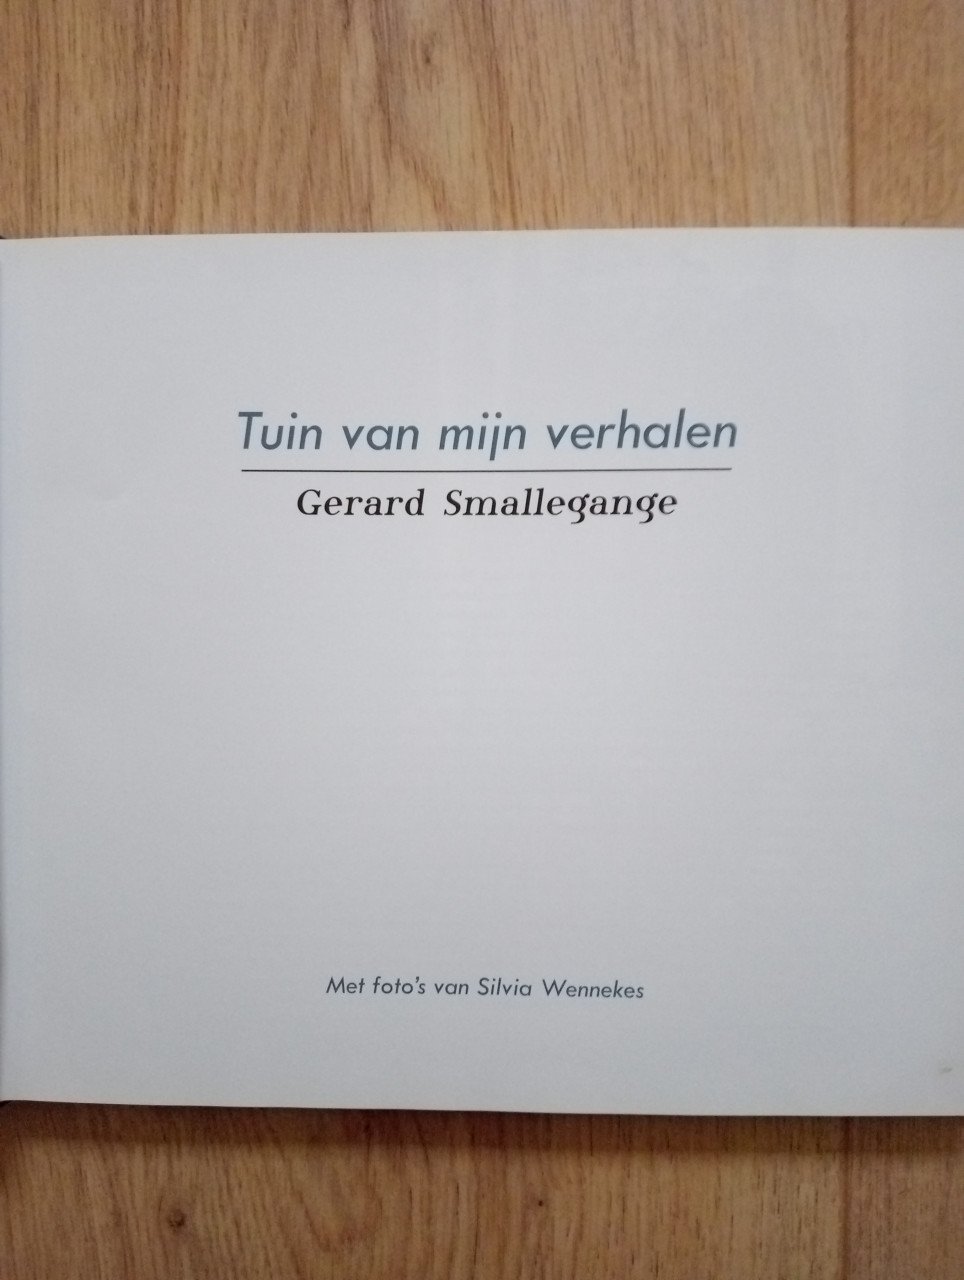 Tuin van mijn verhalen
Gerard Smallegange
Met foto's van Silvia Wennekes